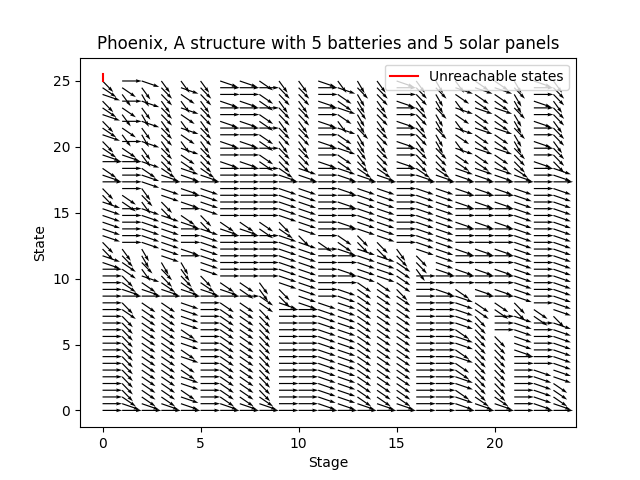 Phoenix, A structure with 5 batteries and 5 solar panels
Unreachable states
25
20
15
10
5
0
State
0 5 10 15 20
Stage